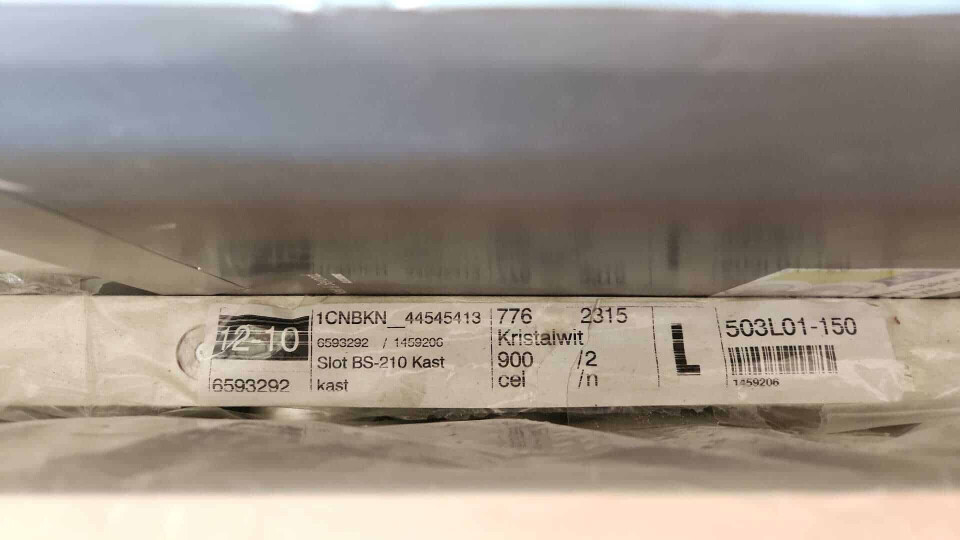 12-10
6593292
1CNBKN__44545413
6593292 / 1459206
Slot BS-210 Kast
kast
776 2315
Kristalwit
900 /2
cel /n
L
503L01-150
1459206